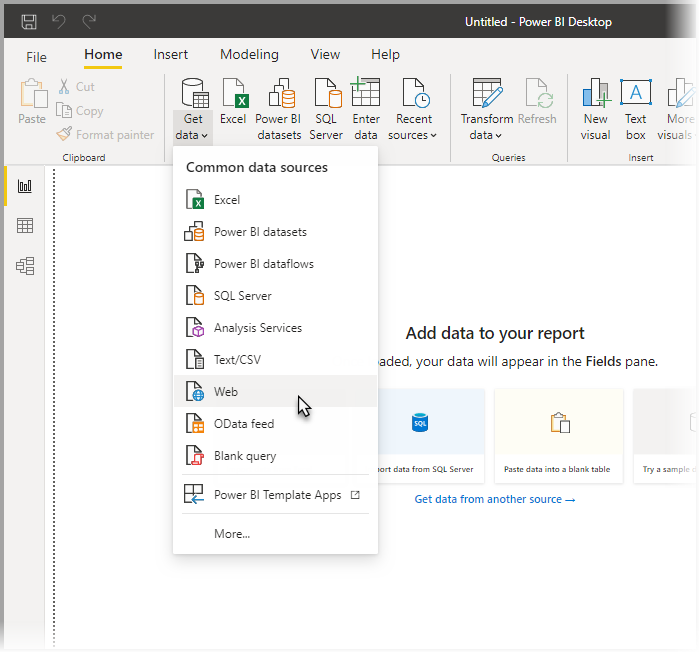 Untitled - Power BI Desktop
File Home Insert Modeling View Help
Paste
Cut
Copy
Format painter
Clipboard
Get data
Excel
Power BI datasets
SQL Server
Enter data
Recent sources
Transform data
Refresh
Queries
New visual
Text box
More visuals
Insert
Common data sources
Excel
Power BI datasets
Power BI dataflows
SQL Server
Analysis Services
Text/CSV
Web
OData feed
Blank query
Power BI Template Apps
More...
Add data to your report
aded, your data will appear in the Fields pane.
SQL
ort data from SQL Server
Paste data into a blank table
Try a sample
Get data from another source →